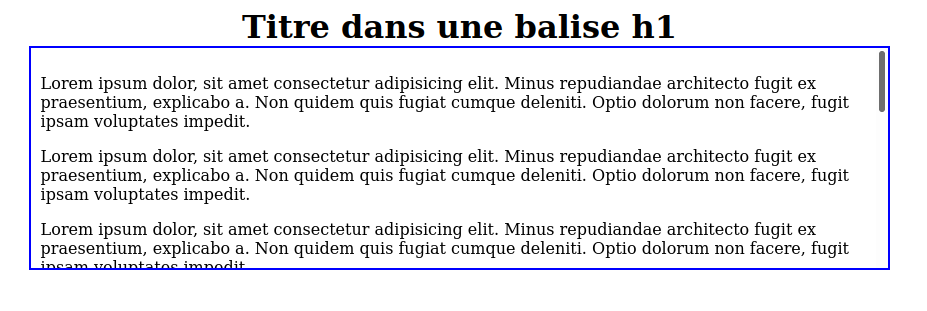 Titre dans une balise h1
Lorem ipsum dolor, sit amet consectetur adipisicing elit. Minus repudiandae architecto fugit ex
praesentium, explicabo a. Non quidem quis fugiat cumque deleniti. Optio dolorum non facere, fugit
ipsam voluptates impedit.
Lorem ipsum dolor, sit amet consectetur adipisicing elit. Minus repudiandae architecto fugit ex
praesentium, explicabo a. Non quidem quis fugiat cumque deleniti. Optio dolorum non facere, fugit
ipsam voluptates impedit.
Lorem ipsum dolor, sit amet consectetur adipisicing elit. Minus repudiandae architecto fugit ex
praesentium, explicabo a. Non quidem quis fugiat cumque deleniti. Optio dolorum non facere, fugit
ipsam voluptates impedit.